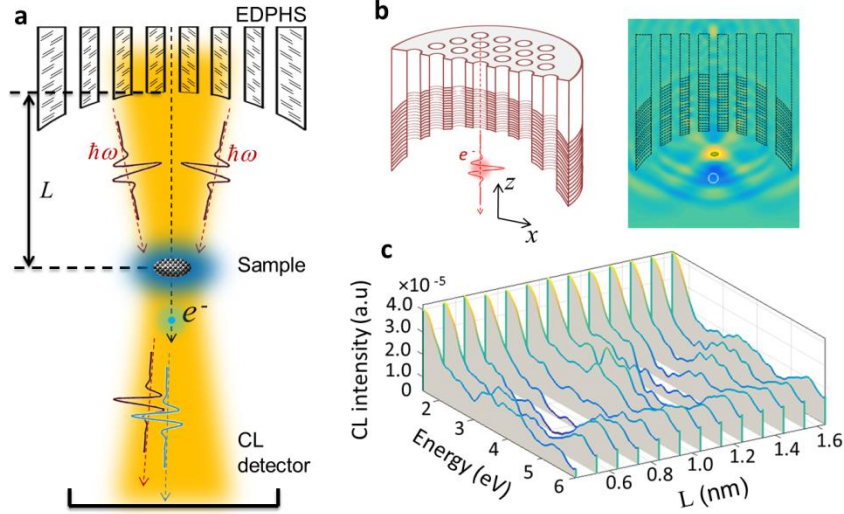 a
EDPHS
ħω
ħω
L
Sample
e-
CL
detector
b
e-
z
x
c
×10 -5
4.0
3.0
2.0
1.0
0
CL intensity (a.u)
2
3
4
5
6
Energy (eV)
0.6
0.8
1.0
1.2
1.4
1.6
L (nm)